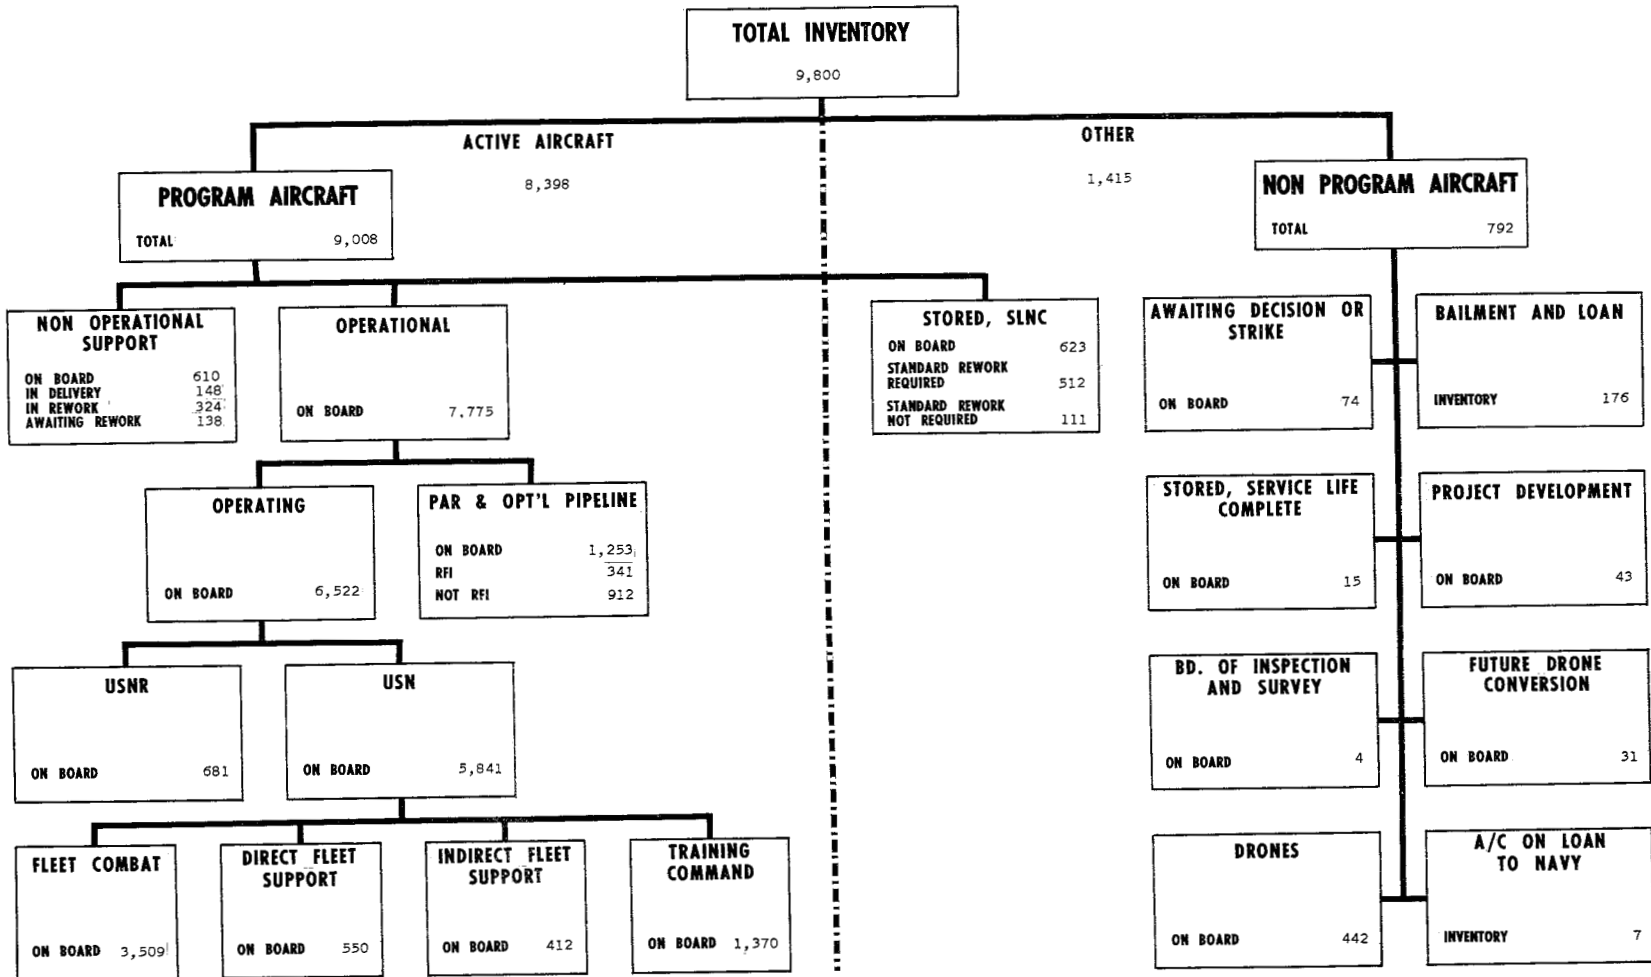 TOTAL INVENTORY
9,800
ACTIVE AIRCRAFT
8,398
OTHER
1,415
PROGRAM AIRCRAFT
TOTAL 9,008
NON PROGRAM AIRCRAFT
TOTAL 792
NON OPERATIONAL
SUPPORT
ON BOARD 610
IN DELIVERY 148
IN REWORK 324
AWAITING REWORK 138
OPERATIONAL
ON BOARD 7,775
STORED, SLNC
ON BOARD 623
STANDARD REWORK
REQUIRED 512
STANDARD REWORK
NOT REQUIRED 111
AWAITING DECISION OR
STRIKE
ON BOARD 74
BAILMENT AND LOAN
INVENTORY 176
OPERATING
ON BOARD 6,522
PAR & OPT'L PIPELINE
ON BOARD 1,253
RFI 341
NOT RFI 912
STORED, SERVICE LIFE
COMPLETE
ON BOARD 15
PROJECT DEVELOPMENT
ON BOARD 43
USNR
ON BOARD 681
USN
ON BOARD 5,841
BD. OF INSPECTION
AND SURVEY
ON BOARD 4
FUTURE DRONE
CONVERSION
ON BOARD 31
FLEET COMBAT
ON BOARD 3,509
DIRECT FLEET
SUPPORT
ON BOARD 550
INDIRECT FLEET
SUPPORT
ON BOARD 412
TRAINING
COMMAND
ON BOARD 1,370
DRONES
ON BOARD 442
A/C ON LOAN
TO NAVY
INVENTORY 7